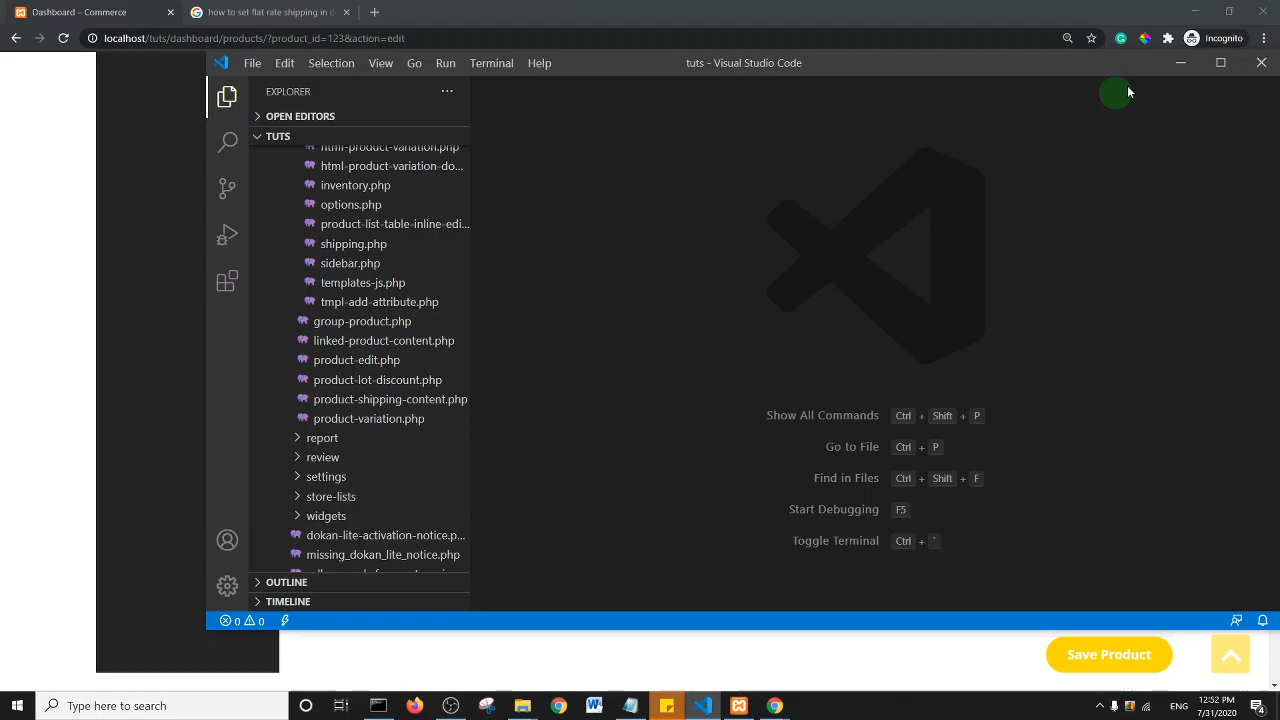 Dashboard – Commerce
how to set flat rate shipping in d
localhost/tuts/dashboard/products/?product_id=123&action=edit
Incognito
File Edit Selection View Go Run Terminal Help
tuts - Visual Studio Code
EXPLORER
OPEN EDITORS
TUTS
html-product-variation.php
html-product-variation-do...
inventory.php
options.php
product-list-table-inline-edi...
shipping.php
sidebar.php
templates-js.php
tmpl-add-attribute.php
group-product.php
linked-product-content.php
product-edit.php
product-lot-discount.php
product-shipping-content.php
product-variation.php
report
review
settings
store-lists
widgets
dokan-lite-activation-notice.p...
missing_dokan_lite_notice.php
OUTLINE
TIMELINE
Show All Commands Ctrl + Shift + P
Go to File Ctrl + P
Find in Files Ctrl + Shift + F
Start Debugging F5
Toggle Terminal Ctrl + `
0 0
Save Product
Type here to search
ENG
12:52 PM
7/31/2020
4